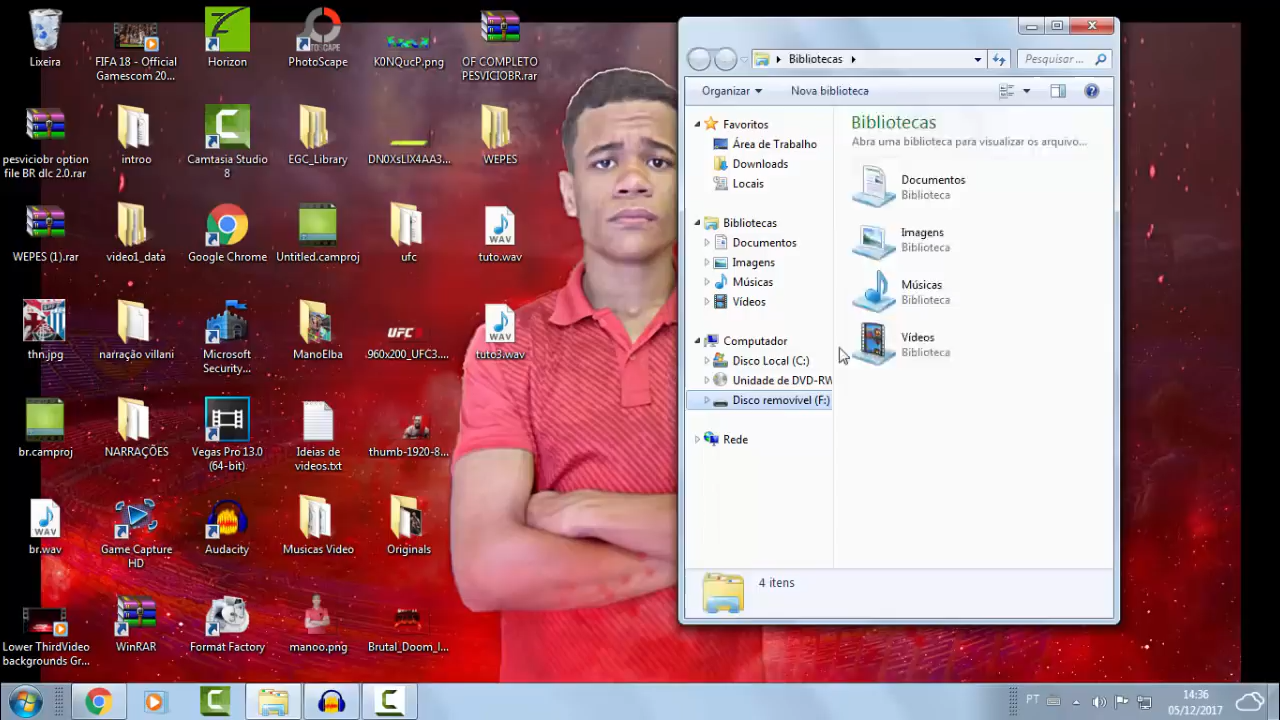 Lixeira
FIFA 18 - Official
Gamescom 20...
Horizon
PhotoScape
K0NQucP.png
OF COMPLETO
PESVICIOBR.rar
pesviciobr option
file BR dlc 2.0.rar
introo
Camtasia Studio
8
EGC_Library
DN0XsLIX4AA3...
WEPES
WEPES (1).rar
video1_data
Google Chrome
Untitled.camproj
ufc
WAV
tuto.wav
thn.jpg
narração villani
Microsoft
Security...
ManoElba
UFC3
.960x200_UFC3....
WAV
tuto3.wav
br.camproj
NARRAÇÕES
Vegas Pro 13.0
(64-bit)
Ideias de
videos.txt
thumb-1920-8...
WAV
br.wav
Game Capture
HD
Audacity
Musicas Video
Originals
Lower ThirdVideo
backgrounds Gr...
WinRAR
Format Factory
manoo.png
Brutal_Doom_I...
Bibliotecas
Pesquisar...
Organizar
Nova biblioteca
Favoritos
Área de Trabalho
Downloads
Locais
Bibliotecas
Documentos
Imagens
Músicas
Vídeos
Computador
Disco Local (C:)
Unidade de DVD-RW
Disco removível (F:)
Rede
Bibliotecas
Abra uma biblioteca para visualizar os arquivo...
Documentos
Biblioteca
Imagens
Biblioteca
Músicas
Biblioteca
Vídeos
Biblioteca
4 itens
PT
14:36
05/12/2017